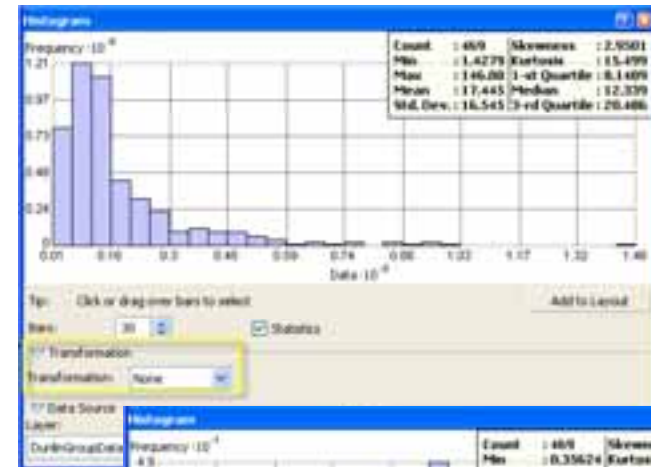 Histogram
Frequency ·10
Count : 469 Skewness : 2.9501
Min : 1.4279 Kurtosis : 15.499
Max : 146.08 1-st Quartile : 8.1489
Mean : 17.445 Median : 12.339
Std. Dev. : 16.545 3-rd Quartile : 20.486
1.21
0.97
0.73
0.48
0.24
0
0.01 0.16 0.3 0.45 0.59 0.74 0.88 1.03 1.17 1.32 1.46
Data ·10
Tip: Click or drag over bars to select
Add to Layout
Bars: 30 Statistics
Transformation
Transformation: None
Data Source
Layer:
Histogram
Frequency ·10
Count : 469
Min : 0.35624